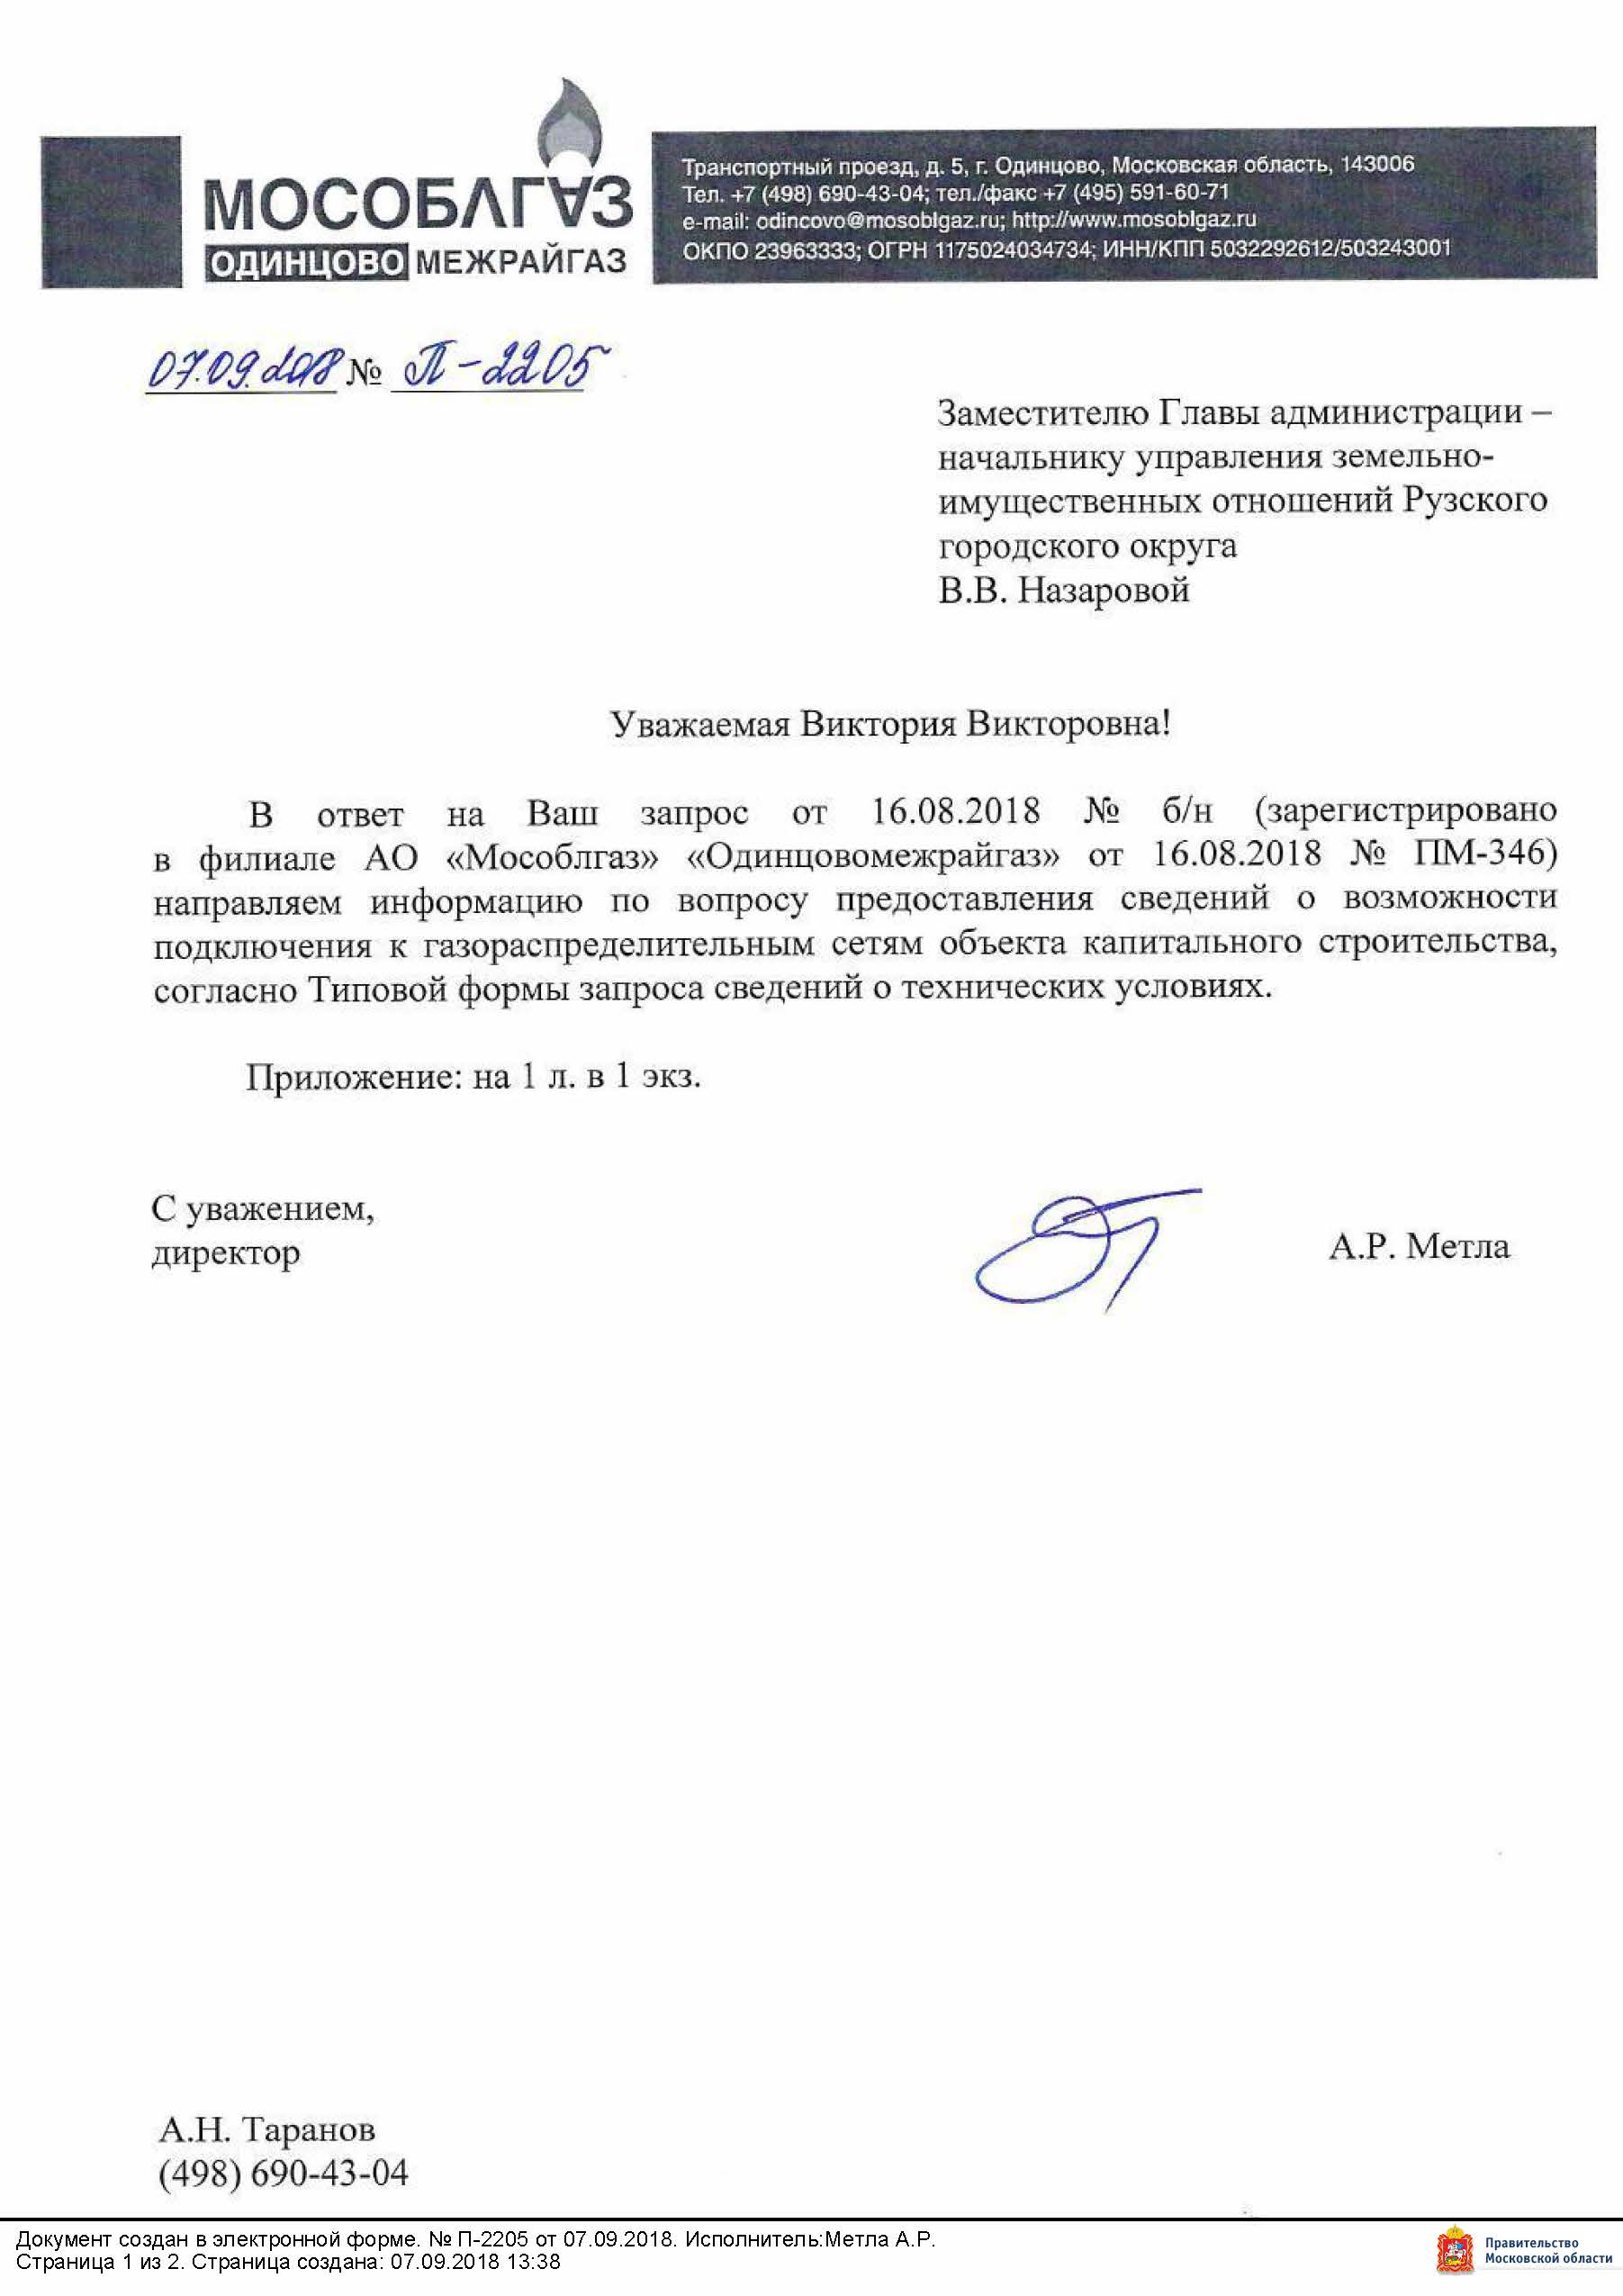 МОСОБЛГАЗ
ОДИНЦОВО МЕЖРАЙГАЗ
Транспортный проезд, д. 5, г. Одинцово, Московская область, 143006
Тел. +7 (498) 690-43-04; тел./факс +7 (495) 591-60-71
e-mail: odincovo@mosoblgaz.ru; http://www.mosoblgaz.ru
ОКПО 23963333; ОГРН 1175024034734; ИНН/КПП 5032292612/503243001
07.09.2018 № П-2205
Заместителю Главы администрации –
начальнику управления земельно-
имущественных отношений Рузского
городского округа
В.В. Назаровой
Уважаемая Виктория Викторовна!
В ответ на Ваш запрос от 16.08.2018 № б/н (зарегистрировано
в филиале АО «Мособлгаз» «Одинцовомежрайгаз» от 16.08.2018 № ПМ-346)
направляем информацию по вопросу предоставления сведений о возможности
подключения к газораспределительным сетям объекта капитального строительства,
согласно Типовой формы запроса сведений о технических условиях.
Приложение: на 1 л. в 1 экз.
С уважением,
директор
А.Р. Метла
А.Н. Таранов
(498) 690-43-04
Документ создан в электронной форме. № П-2205 от 07.09.2018. Исполнитель:Метла А.Р.
Страница 1 из 2. Страница создана: 07.09.2018 13:38
Правительство
Московской области